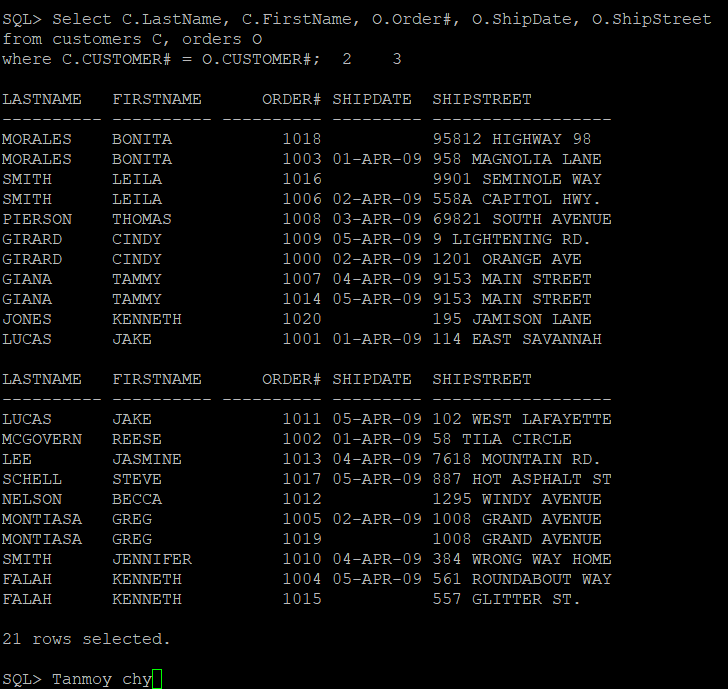 SQL> Select C.LastName, C.FirstName, O.Order#, O.ShipDate, O.ShipStreet
from customers C, orders O
where C.CUSTOMER# = O.CUSTOMER#;  2    3

LASTNAME   FIRSTNAME      ORDER# SHIPDATE  SHIPSTREET
---------- ---------- ---------- --------- ------------------
MORALES    BONITA           1018           95812 HIGHWAY 98
MORALES    BONITA           1003 01-APR-09 958 MAGNOLIA LANE
SMITH      LEILA            1016           9901 SEMINOLE WAY
SMITH      LEILA            1006 02-APR-09 558A CAPITOL HWY.
PIERSON    THOMAS           1008 03-APR-09 69821 SOUTH AVENUE
GIRARD     CINDY            1009 05-APR-09 9 LIGHTENING RD.
GIRARD     CINDY            1000 02-APR-09 1201 ORANGE AVE
GIANA      TAMMY            1007 04-APR-09 9153 MAIN STREET
GIANA      TAMMY            1014 05-APR-09 9153 MAIN STREET
JONES      KENNETH          1020           195 JAMISON LANE
LUCAS      JAKE             1001 01-APR-09 114 EAST SAVANNAH

LASTNAME   FIRSTNAME      ORDER# SHIPDATE  SHIPSTREET
---------- ---------- ---------- --------- ------------------
LUCAS      JAKE             1011 05-APR-09 102 WEST LAFAYETTE
MCGOVERN   REESE            1002 01-APR-09 58 TILA CIRCLE
LEE        JASMINE          1013 04-APR-09 7618 MOUNTAIN RD.
SCHELL     STEVE            1017 05-APR-09 887 HOT ASPHALT ST
NELSON     BECCA            1012           1295 WINDY AVENUE
MONTIASA   GREG             1005 02-APR-09 1008 GRAND AVENUE
MONTIASA   GREG             1019           1008 GRAND AVENUE
SMITH      JENNIFER         1010 04-APR-09 384 WRONG WAY HOME
FALAH      KENNETH          1004 05-APR-09 561 ROUNDABOUT WAY
FALAH      KENNETH          1015           557 GLITTER ST.

21 rows selected.

SQL> Tanmoy chy